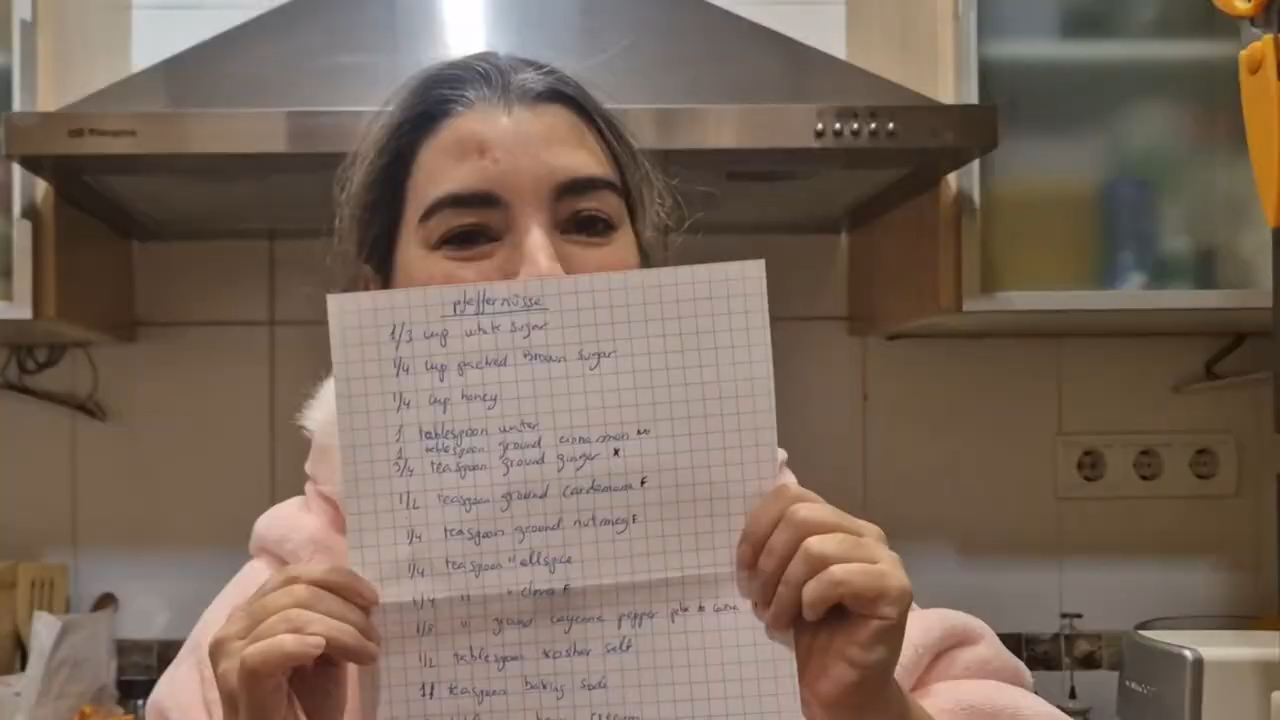 pfeffernüsse
1/3 cup white sugar
1/4 cup packed Brown sugar
1/4 cup honey
1 tablespoon water
1 tablespoon ground cinnamon
3/4 teaspoon ground ginger x
1/2 teaspoon ground cardamom F
1/4 teaspoon ground nutmeg F
1/4 teaspoon " allspice
1/4 " " clove F
1/8 " ground cayenne pepper
1/2 tablespoon kosher salt
1 teaspoon baking soda
cream